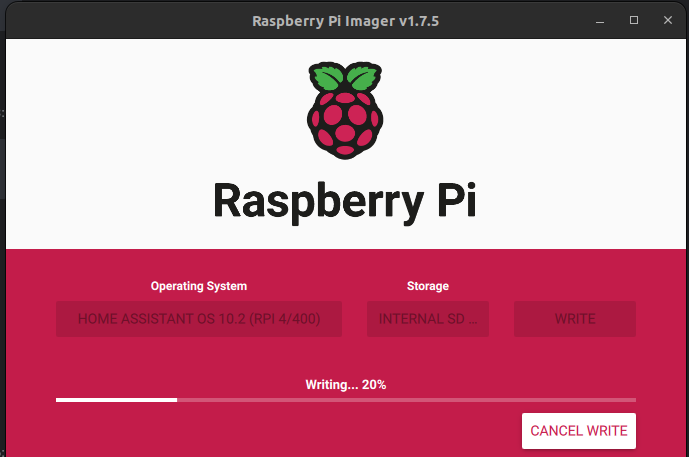 Raspberry Pi Imager v1.7.5
Raspberry Pi
Operating System Storage
HOME ASSISTANT OS 10.2 (RPI 4/400) INTERNAL SD ... WRITE
Writing... 20%
CANCEL WRITE